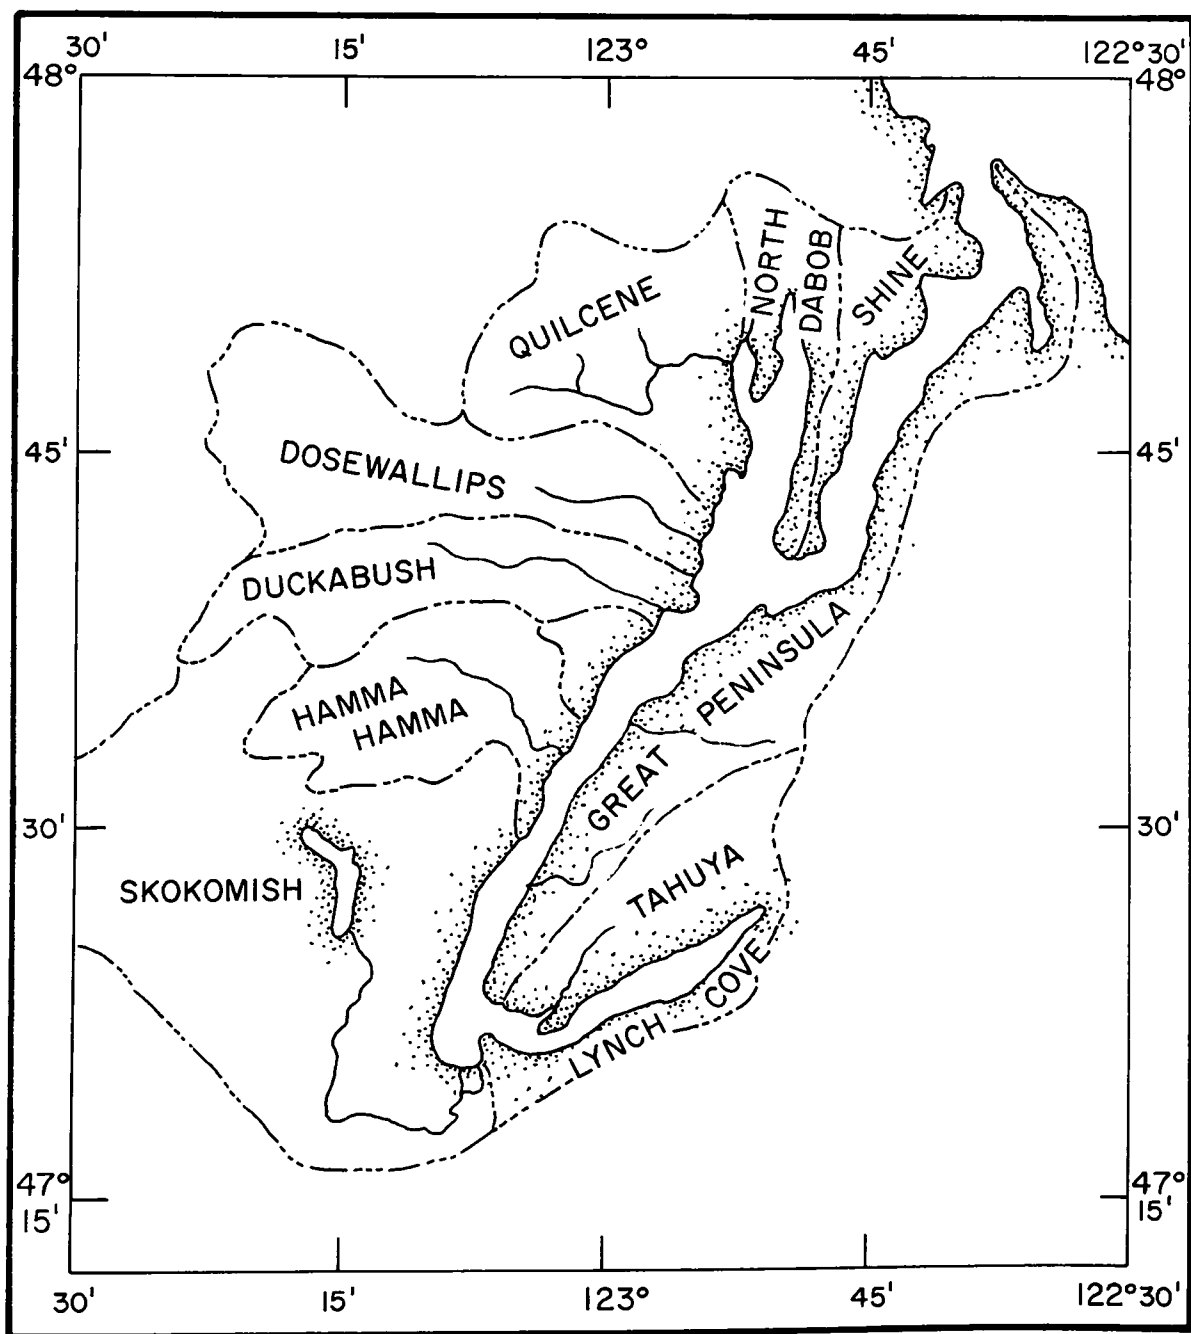 30' 15' 123° 45' 122°30'
48° 48°
NORTH
DABOB
SHINE
QUILCENE
45' 45'
DOSEWALLIPS
DUCKABUSH
PENINSULA
HAMMA
HAMMA
GREAT
30' 30'
TAHUYA
SKOKOMISH
COVE
LYNCH
47° 47°
15' 15'
30' 15' 123° 45' 122°30'